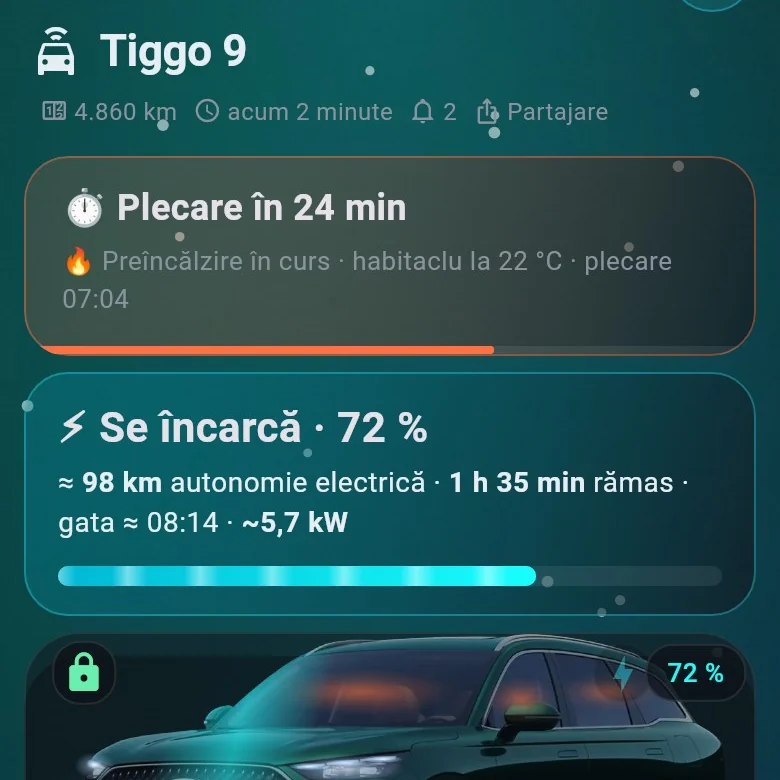 Tiggo 9
4.860 km acum 2 minute 2 Partajare
Plecare în 24 min
Preîncălzire în curs · habitaclu la 22 °C · plecare
07:04
Se încarcă · 72 %
≈ 98 km autonomie electrică · 1 h 35 min rămas ·
gata ≈ 08:14 · ~5,7 kW
72 %